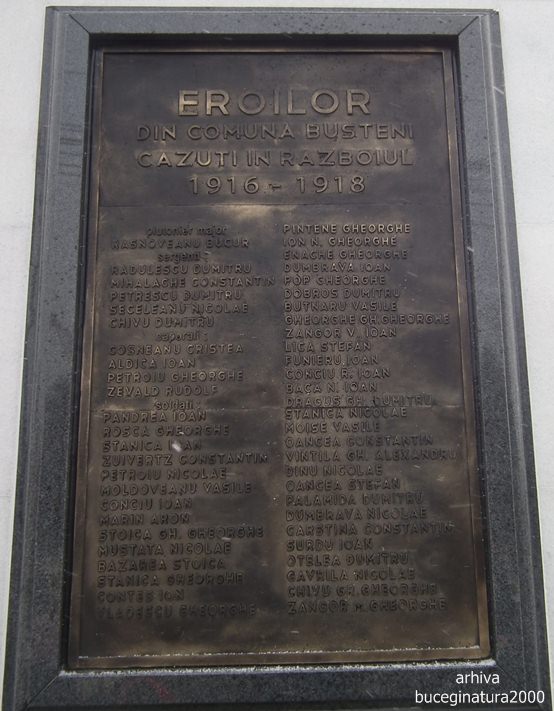 EROILOR
DIN COMUNA BUSTENI
CAZUTI IN RAZBOIUL
1916 - 1918
plutonier major
RASNOVEANU BUCUR
sergenti :
RADULESCU DUMITRU
MIHALACHE CONSTANTIN
PETRESCU DUMITRU
SECELEANU NICOLAE
CHIVU DUMITRU
caporali :
COSNEANU CRISTEA
ALDICA IOAN
PETROIU GHEORGHE
ZEVALD RUDOLF
soldati :
PANDREA IOAN
ROSCA GHEORGHE
STANICA IOAN
ZUIVERTZ CONSTANTIN
PETROIU NICOLAE
MOLDOVEANU VASILE
CONCIU IOAN
MARIN ARON
STOICA GH. GHEORGHE
MUSTATA NICOLAE
BAZAREA STOICA
STANICA GHEORGHE
CONTES ION
VLADESCU GHEORGHE
PINTENE GHEORGHE
ION N. GHEORGHE
ENACHE GHEORGHE
DUMBRAVA IOAN
POP GHEORGHE
DOBROS DUMITRU
BUTNARU VASILE
GHEORGHE GH.GHEORGHE
ZANGOR V. IOAN
LICA STEFAN
FUNIERU IOAN
CONCIU R. IOAN
BACA N. IOAN
DRAGUS GH. DUMITRU
STANICA NICOLAE
MOISE VASILE
OANCEA CONSTANTIN
VINTILA GH. ALEXANDRU
DINU NICOLAE
OANCEA STEFAN
PALAMIDA DUMITRU
DUMBRAVA NICOLAE
CARSTINA CONSTANTIN
SURDU IOAN
OTELEA DUMITRU
GAVRILA NICOLAE
CHIVU GR.GHEORGHE
ZANGOR M.GHEORGHE
arhiva
buceginatura2000